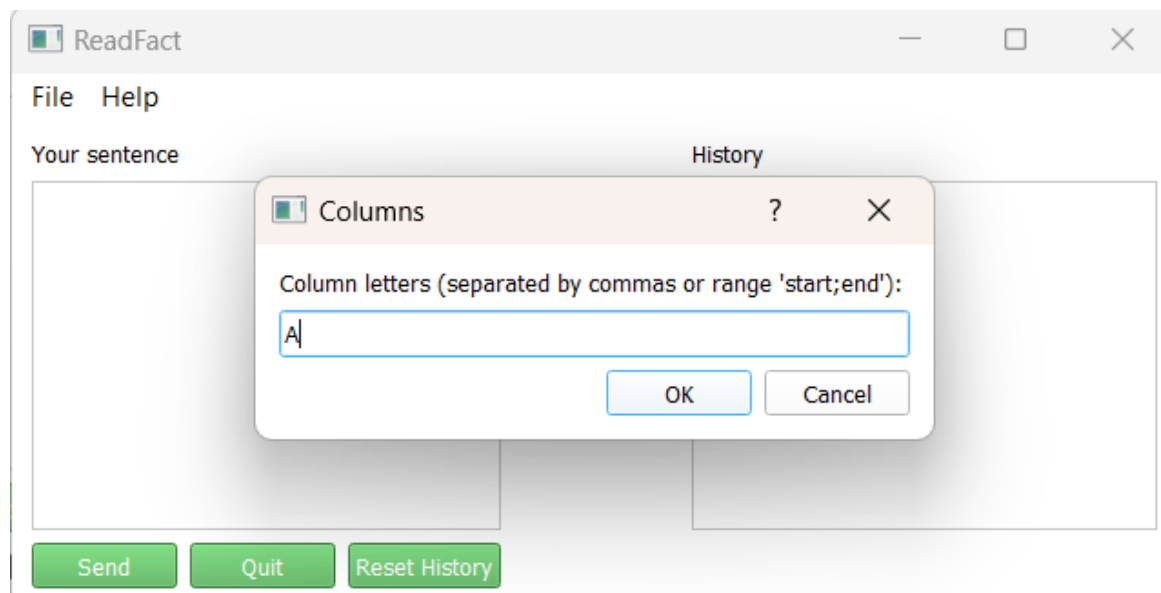 ReadFact
File Help
Your sentence
History
Columns ?
Column letters (separated by commas or range 'start;end'):
A
OK Cancel
Send Quit Reset History